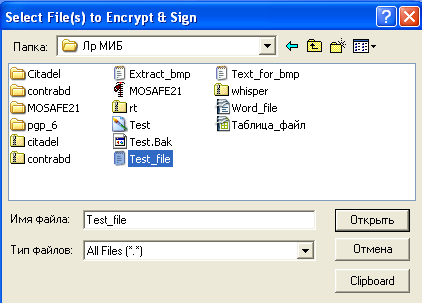 Select File(s) to Encrypt & Sign
Папка: Лр МИБ
Citadel Extract_bmp Text_for_bmp
contrabd MOSAFE21 whisper
MOSAFE21 rt Word_file
pgp_6 Test Таблица_файл
citadel Test.Bak
contrabd Test_file
Имя файла: Test_file Открыть
Тип файлов: All Files (*.*) Отмена
Clipboard